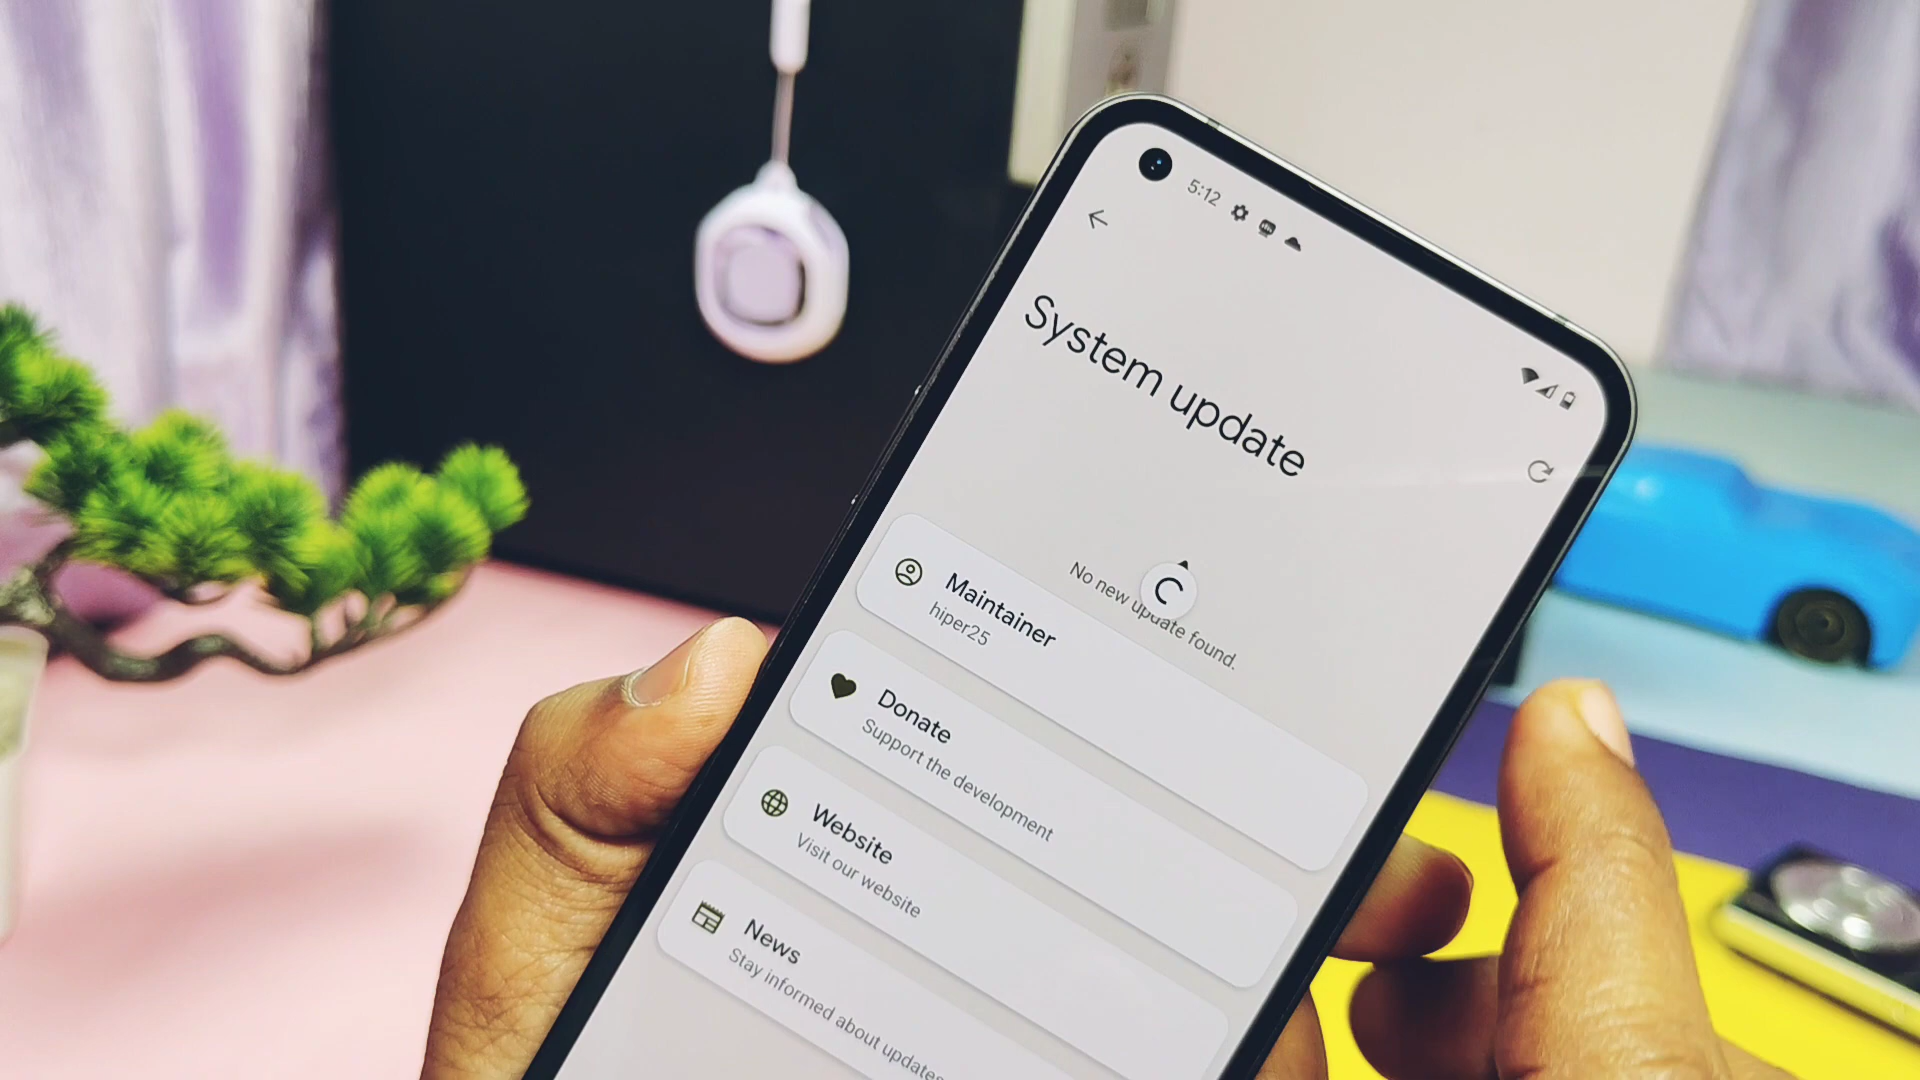 5:12
System update
No new update found.
Maintainer
hiper25
Donate
Support the development
Website
Visit our website
News
Stay informed about updates